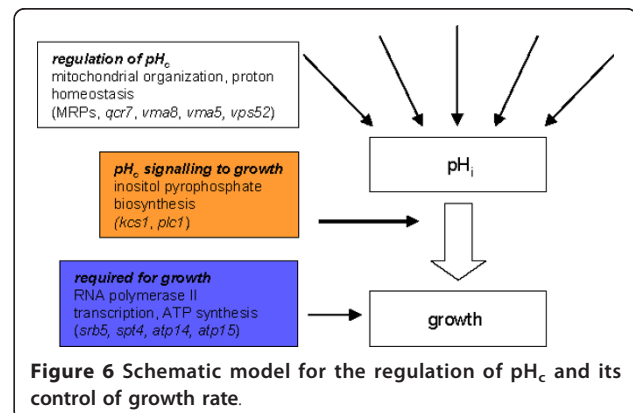 regulation of pHc
mitochondrial organization, proton
homeostasis
(MRPs, qcr7, vma8, vma5, vps52)
pHc signalling to growth
inositol pyrophosphate
biosynthesis
(kcs1, plc1)
required for growth
RNA polymerase II
transcription, ATP synthesis
(srb5, spt4, atp14, atp15)
pHi
growth
Figure 6 Schematic model for the regulation of pHc and its
control of growth rate.